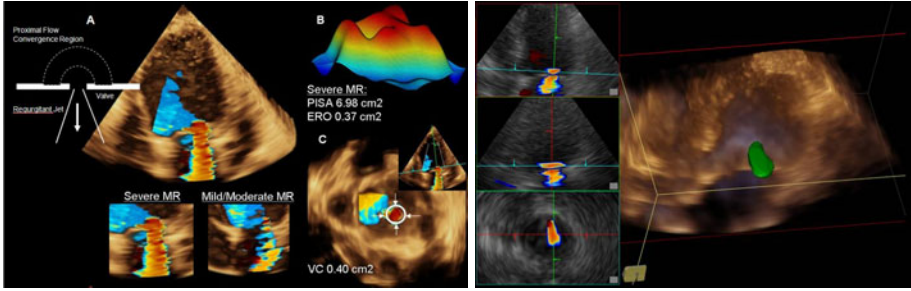 A
Proximal Flow
Convergence Region
Valve
Regurgitant Jet
Severe MR
Mild/Moderate MR
B
Severe MR:
PISA 6.98 cm2
ERO 0.37 cm2
C
VC 0.40 cm2